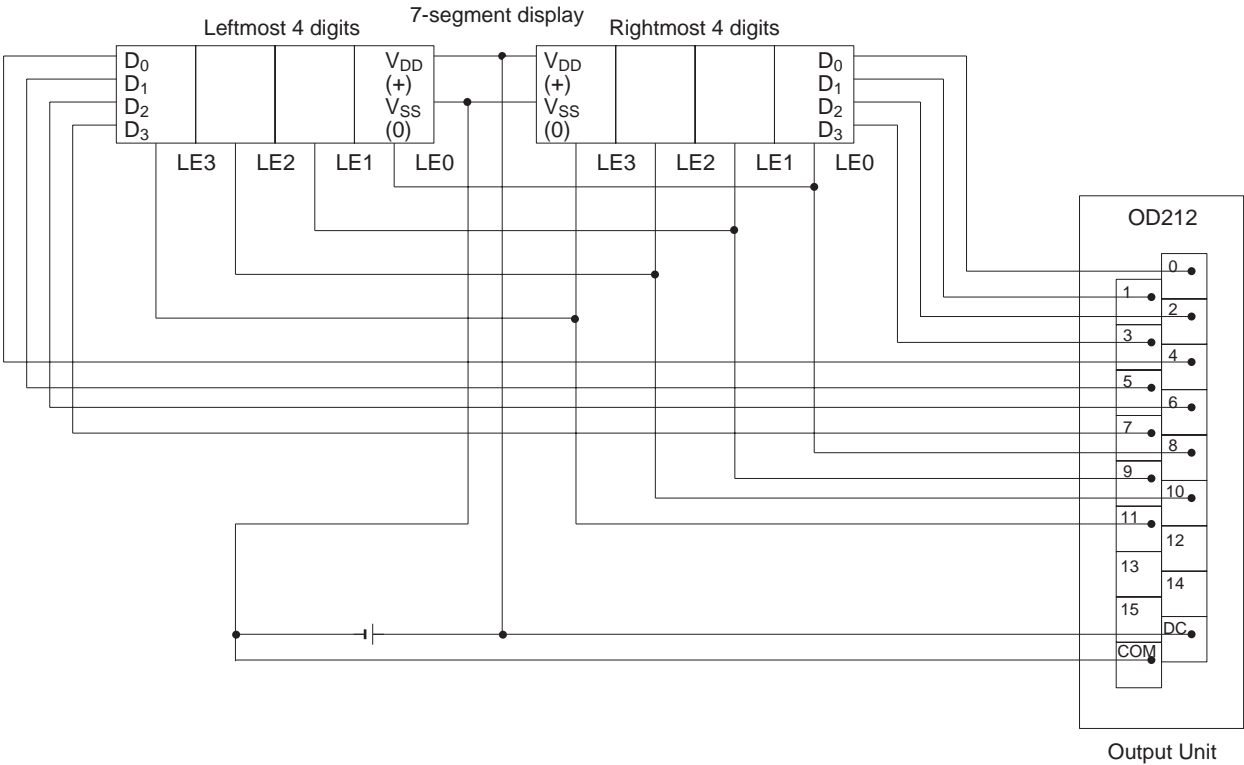 7-segment display
Leftmost 4 digits
Rightmost 4 digits
D0
D1
D2
D3
VDD
(+)
VSS
(0)
VDD
(+)
VSS
(0)
D0
D1
D2
D3
LE3 LE2 LE1 LE0
LE3 LE2 LE1 LE0
OD212
0
1
2
3
4
5
6
7
8
9
10
11
12
13
14
15
DC
COM
Output Unit